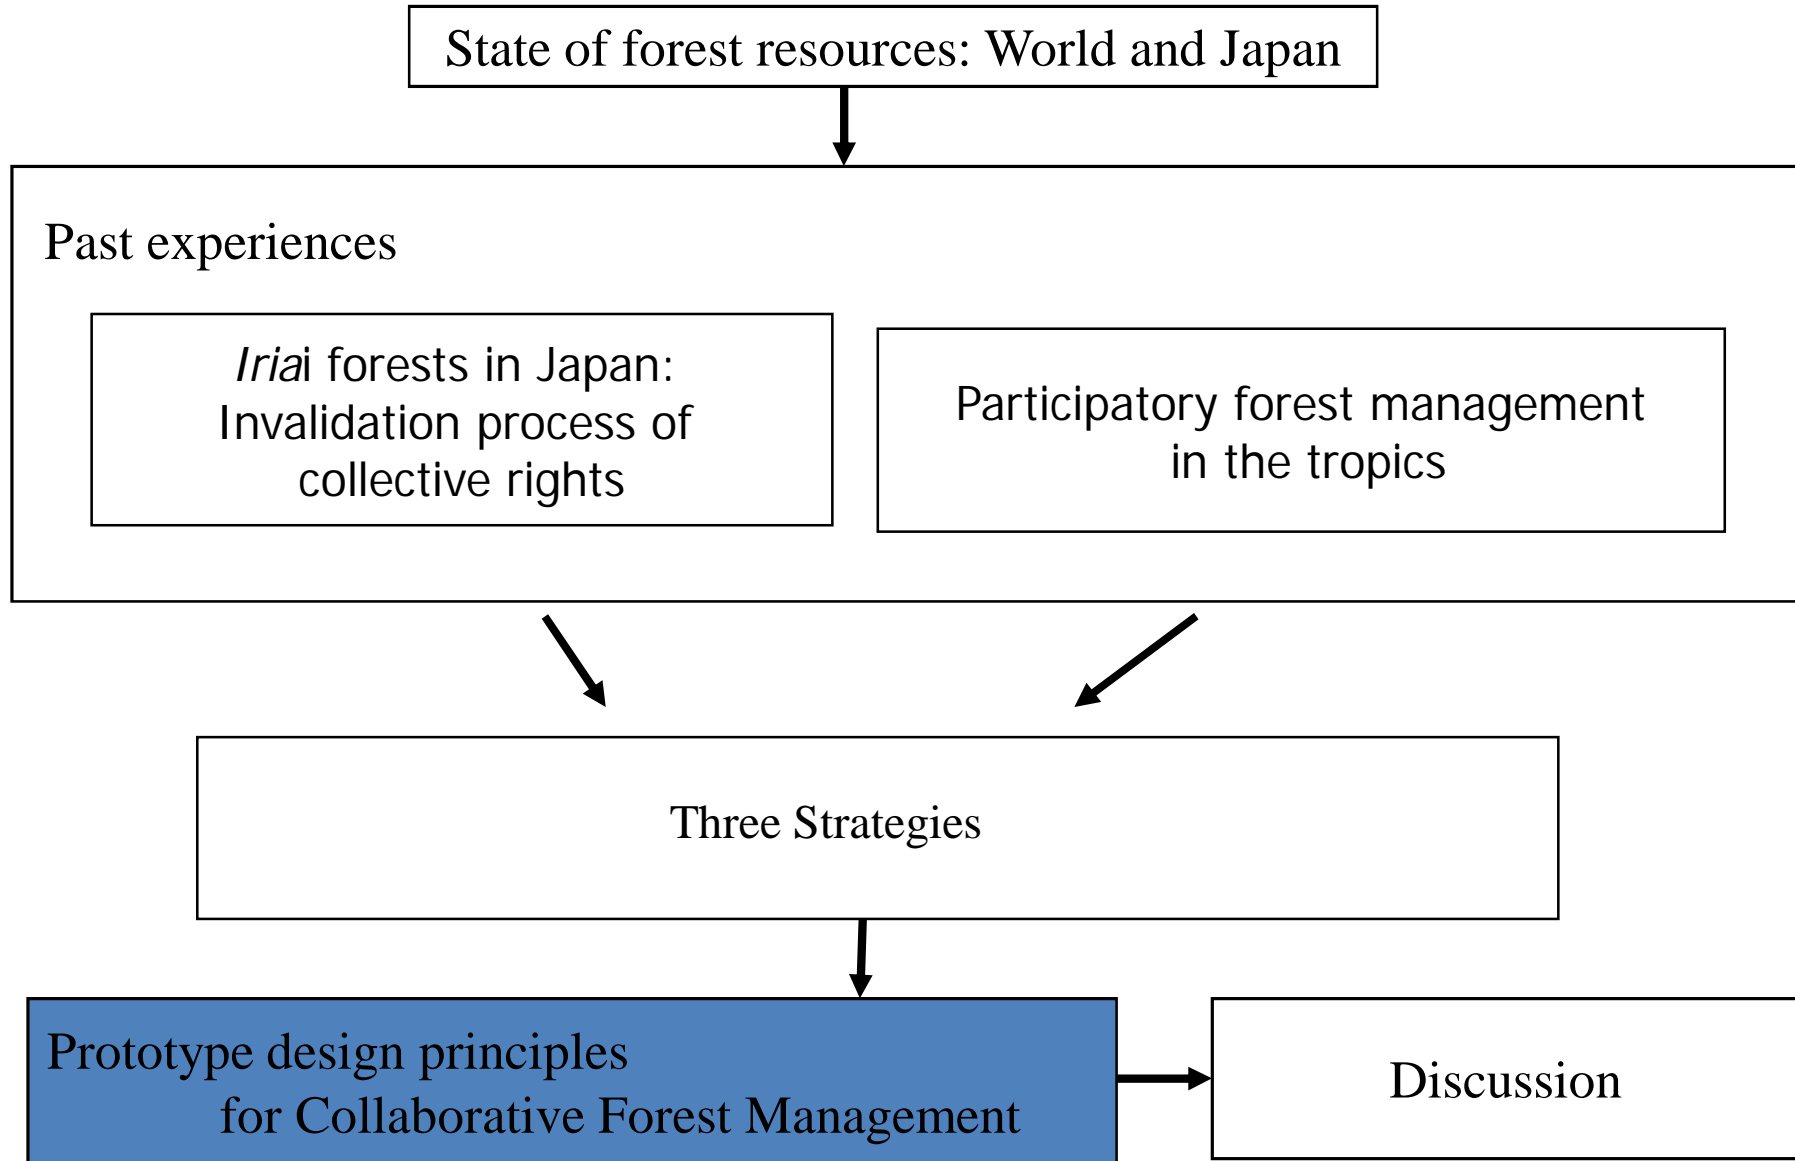 State of forest resources: World and Japan
Past experiences
Iriai forests in Japan:
Invalidation process of
collective rights
Participatory forest management
in the tropics
Three Strategies
Prototype design principles
for Collaborative Forest Management
Discussion